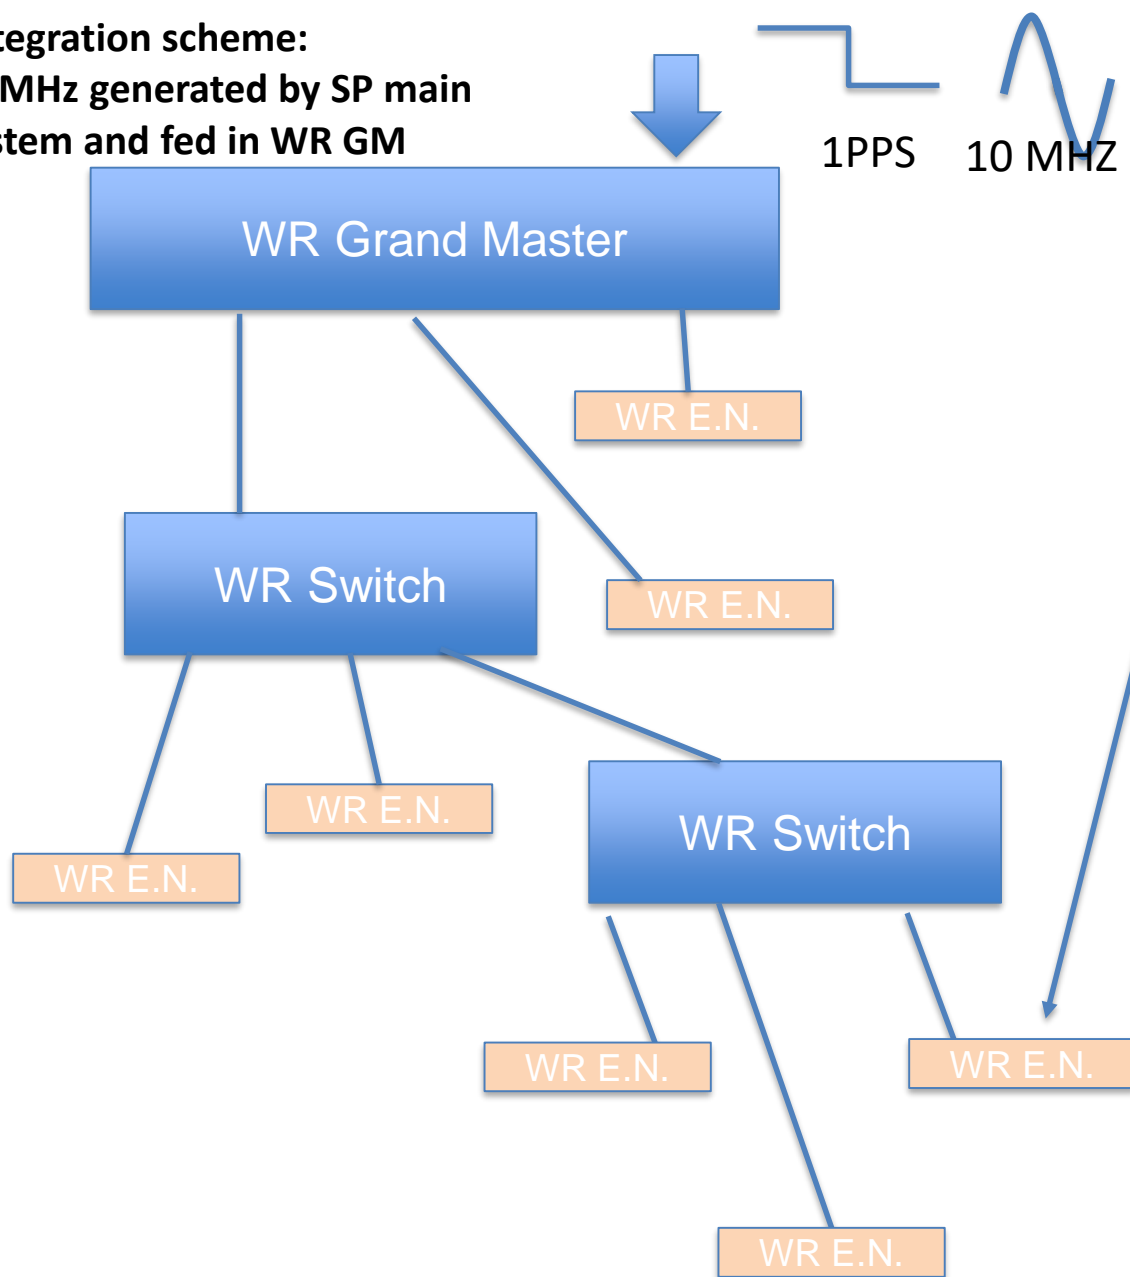 tegration scheme:
MHz generated by SP main
stem and fed in WR GM
1PPS
10 MHZ
WR Grand Master
WR E.N.
WR Switch
WR E.N.
WR E.N.
WR E.N.
WR Switch
WR E.N.
WR E.N.
WR E.N.